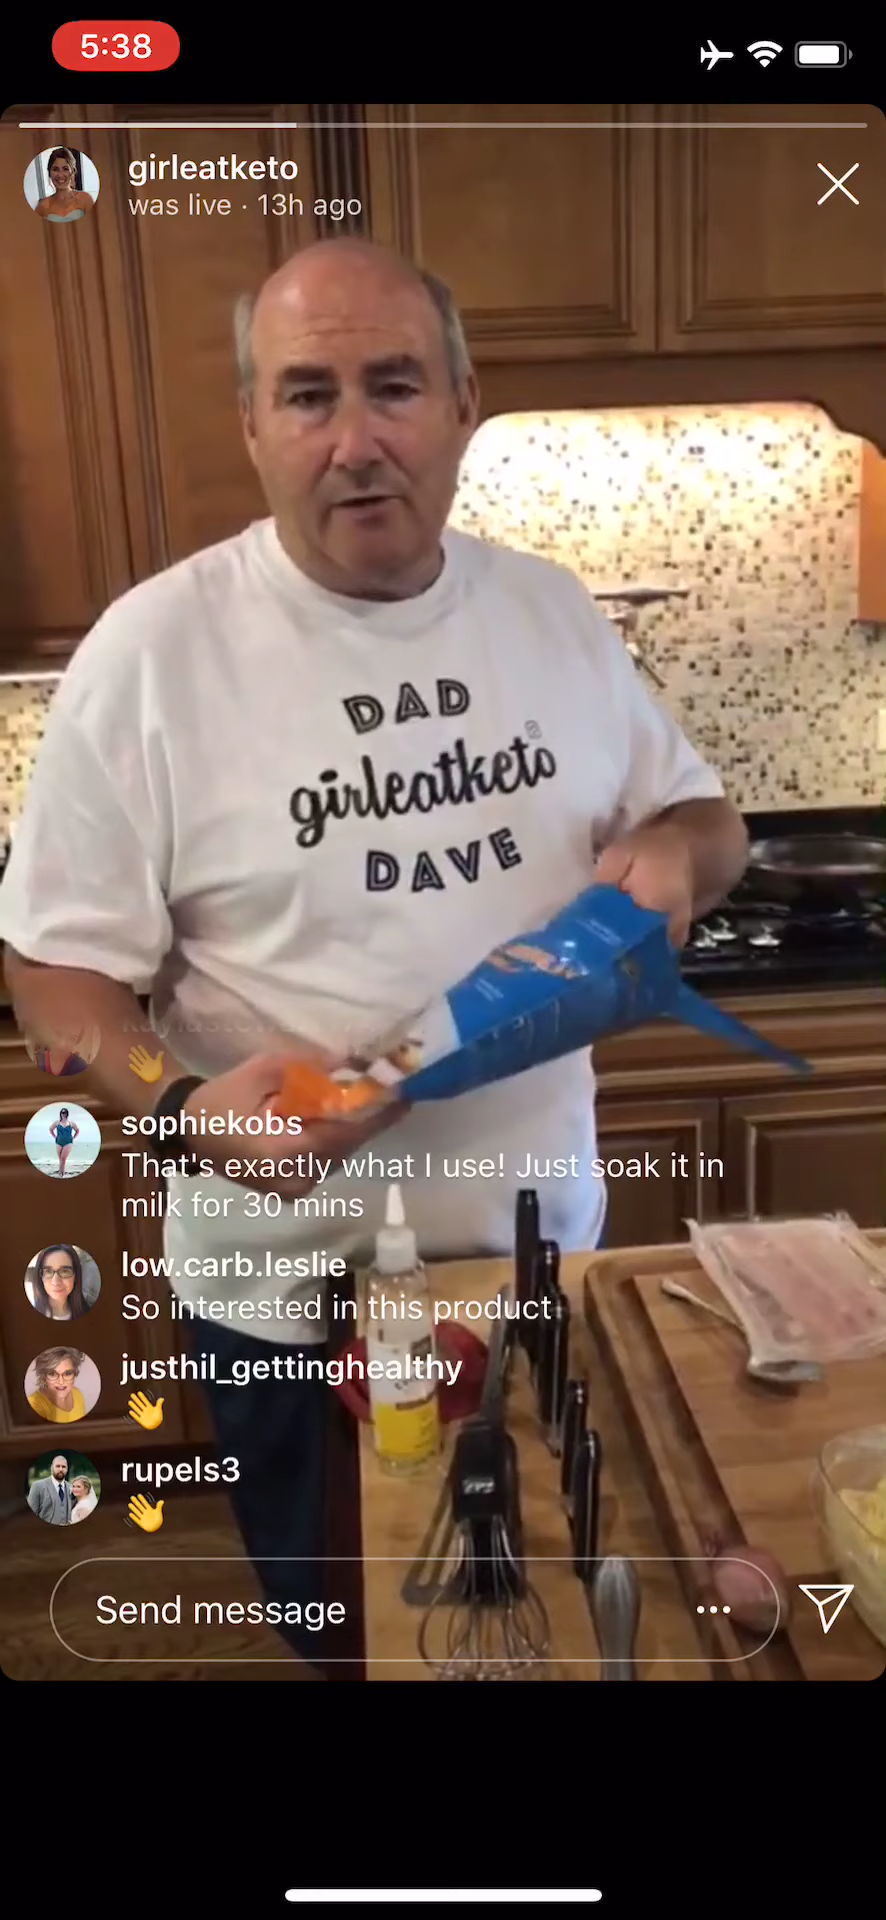 5:38
girleatketo
was live · 13h ago
DAD
girleatketo
DAVE
👋
sophiekobs
That's exactly what I use! Just soak it in
milk for 30 mins
low.carb.leslie
So interested in this product
justhil_gettinghealthy
👋
rupels3
👋
Send message